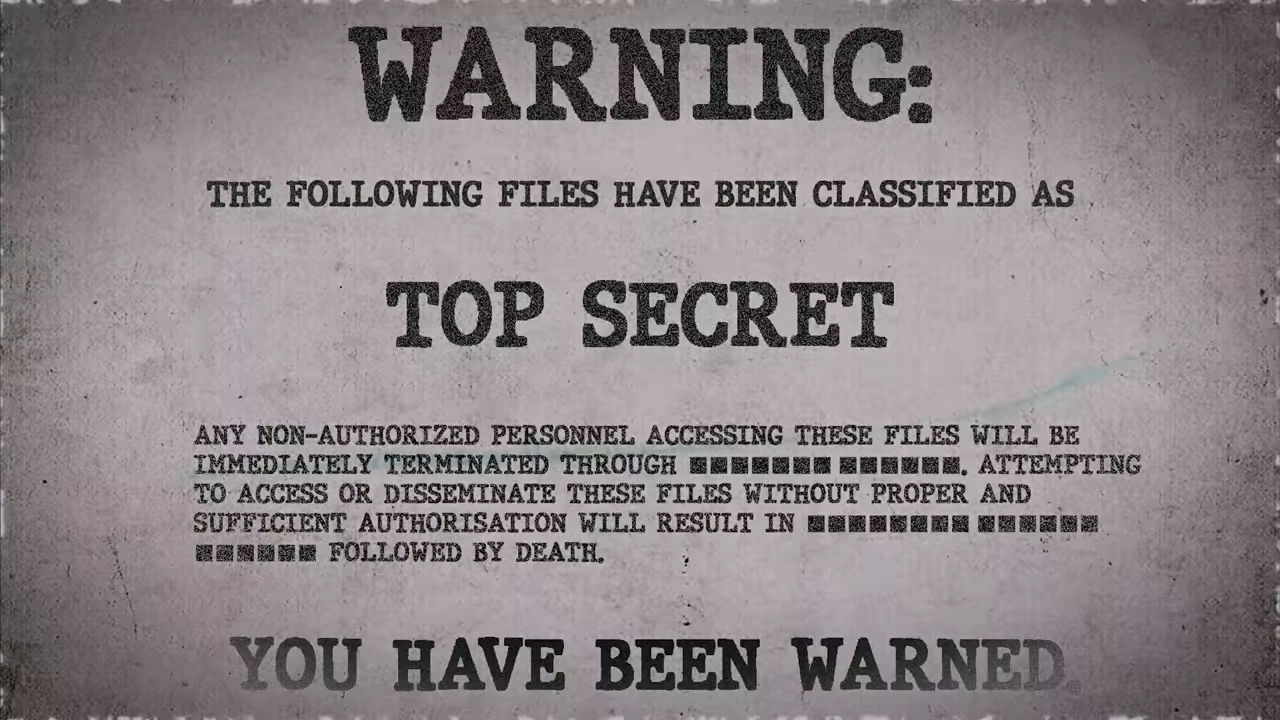 WARNING:
THE FOLLOWING FILES HAVE BEEN CLASSIFIED AS
TOP SECRET
ANY NON-AUTHORIZED PERSONNEL ACCESSING THESE FILES WILL BE
IMMEDIATELY TERMINATED THROUGH ■■■■■■■ ■■■■■■. ATTEMPTING
TO ACCESS OR DISSEMINATE THESE FILES WITHOUT PROPER AND
SUFFICIENT AUTHORISATION WILL RESULT IN ■■■■■■■■ ■■■■■■
■■■■■■ FOLLOWED BY DEATH.
YOU HAVE BEEN WARNED.